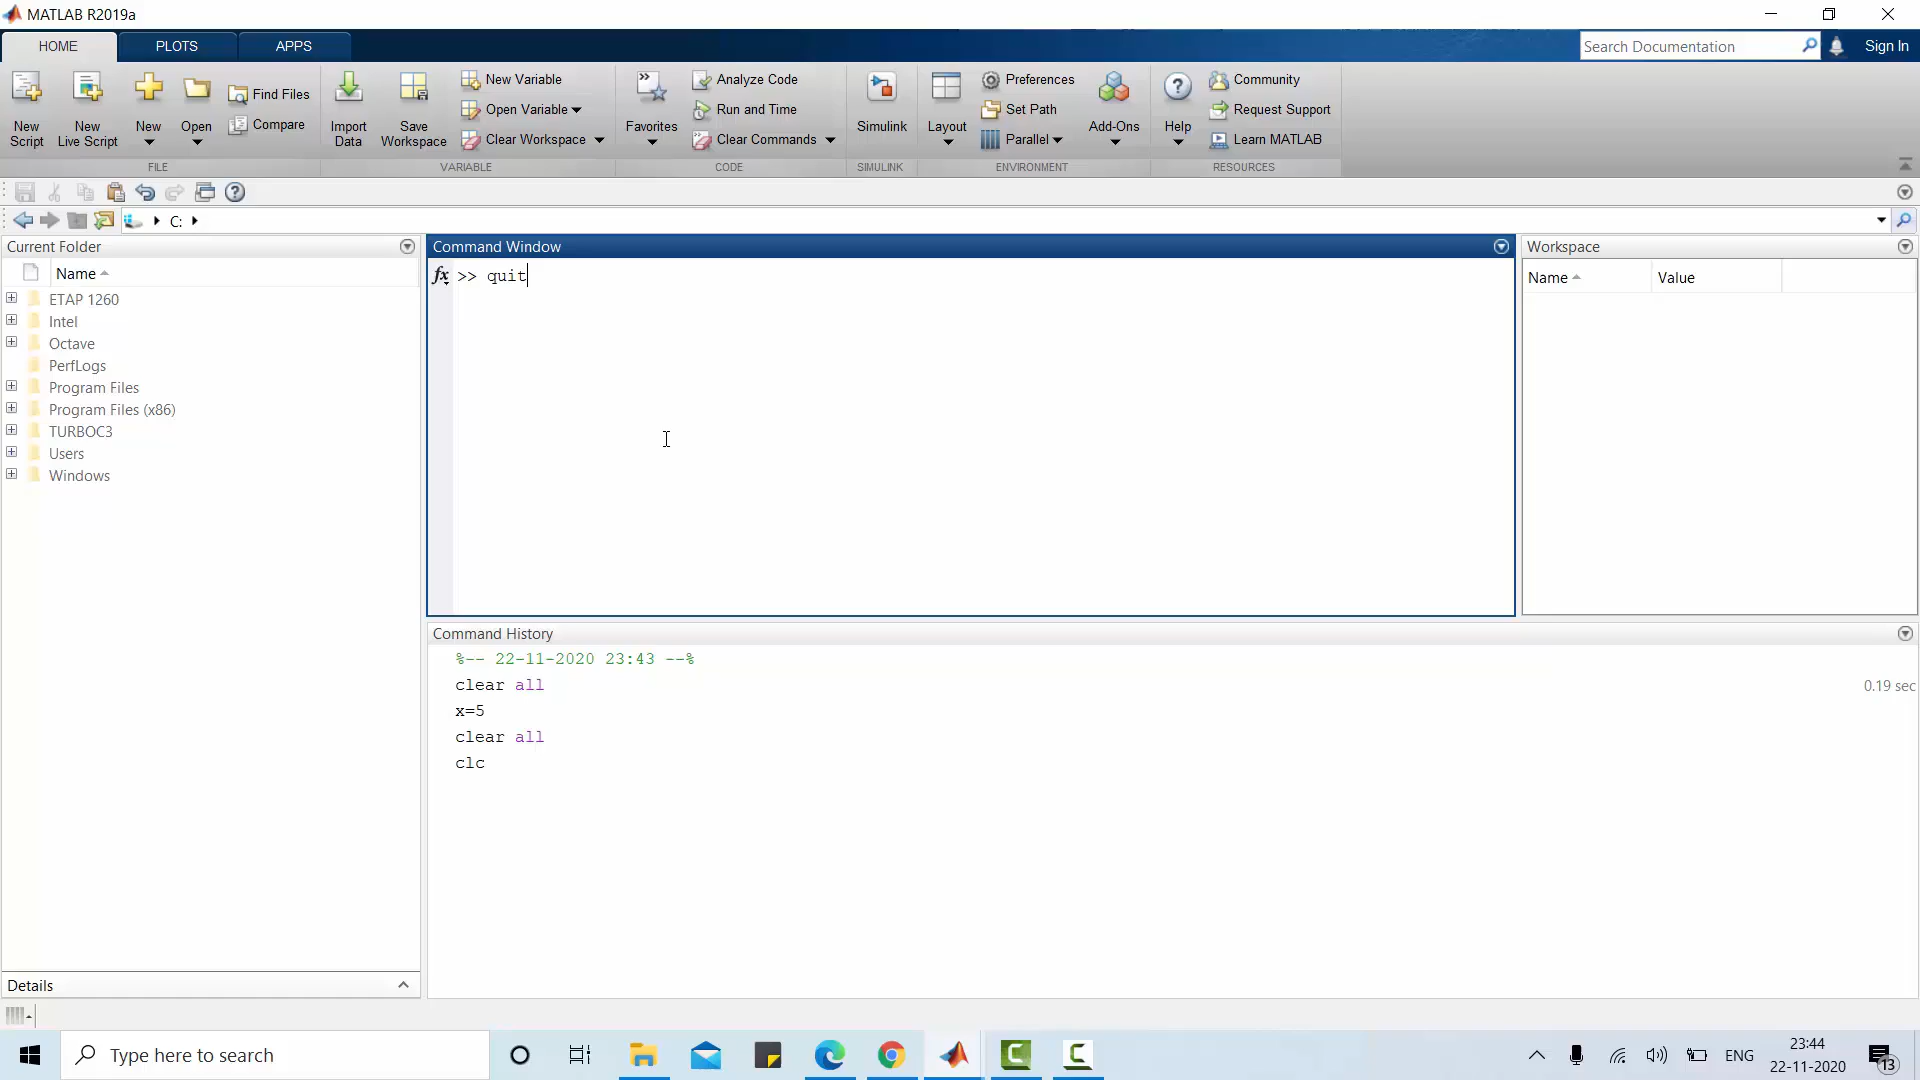 MATLAB R2019a
HOME
PLOTS
APPS
Search Documentation
Sign In
New Script
New Live Script
New
Open
Find Files
Compare
FILE
Import Data
Save Workspace
New Variable
Open Variable
Clear Workspace
VARIABLE
Favorites
Analyze Code
Run and Time
Clear Commands
CODE
Simulink
SIMULINK
Layout
Preferences
Set Path
Parallel
Add-Ons
ENVIRONMENT
Help
Community
Request Support
Learn MATLAB
RESOURCES
C:
Current Folder
Name
ETAP 1260
Intel
Octave
PerfLogs
Program Files
Program Files (x86)
TURBOC3
Users
Windows
Details
Command Window
fx >> quit
Workspace
Name
Value
Command History
%-- 22-11-2020 23:43 --%
clear all
0.19 sec
x=5
clear all
clc
Type here to search
ENG
23:44
22-11-2020
13